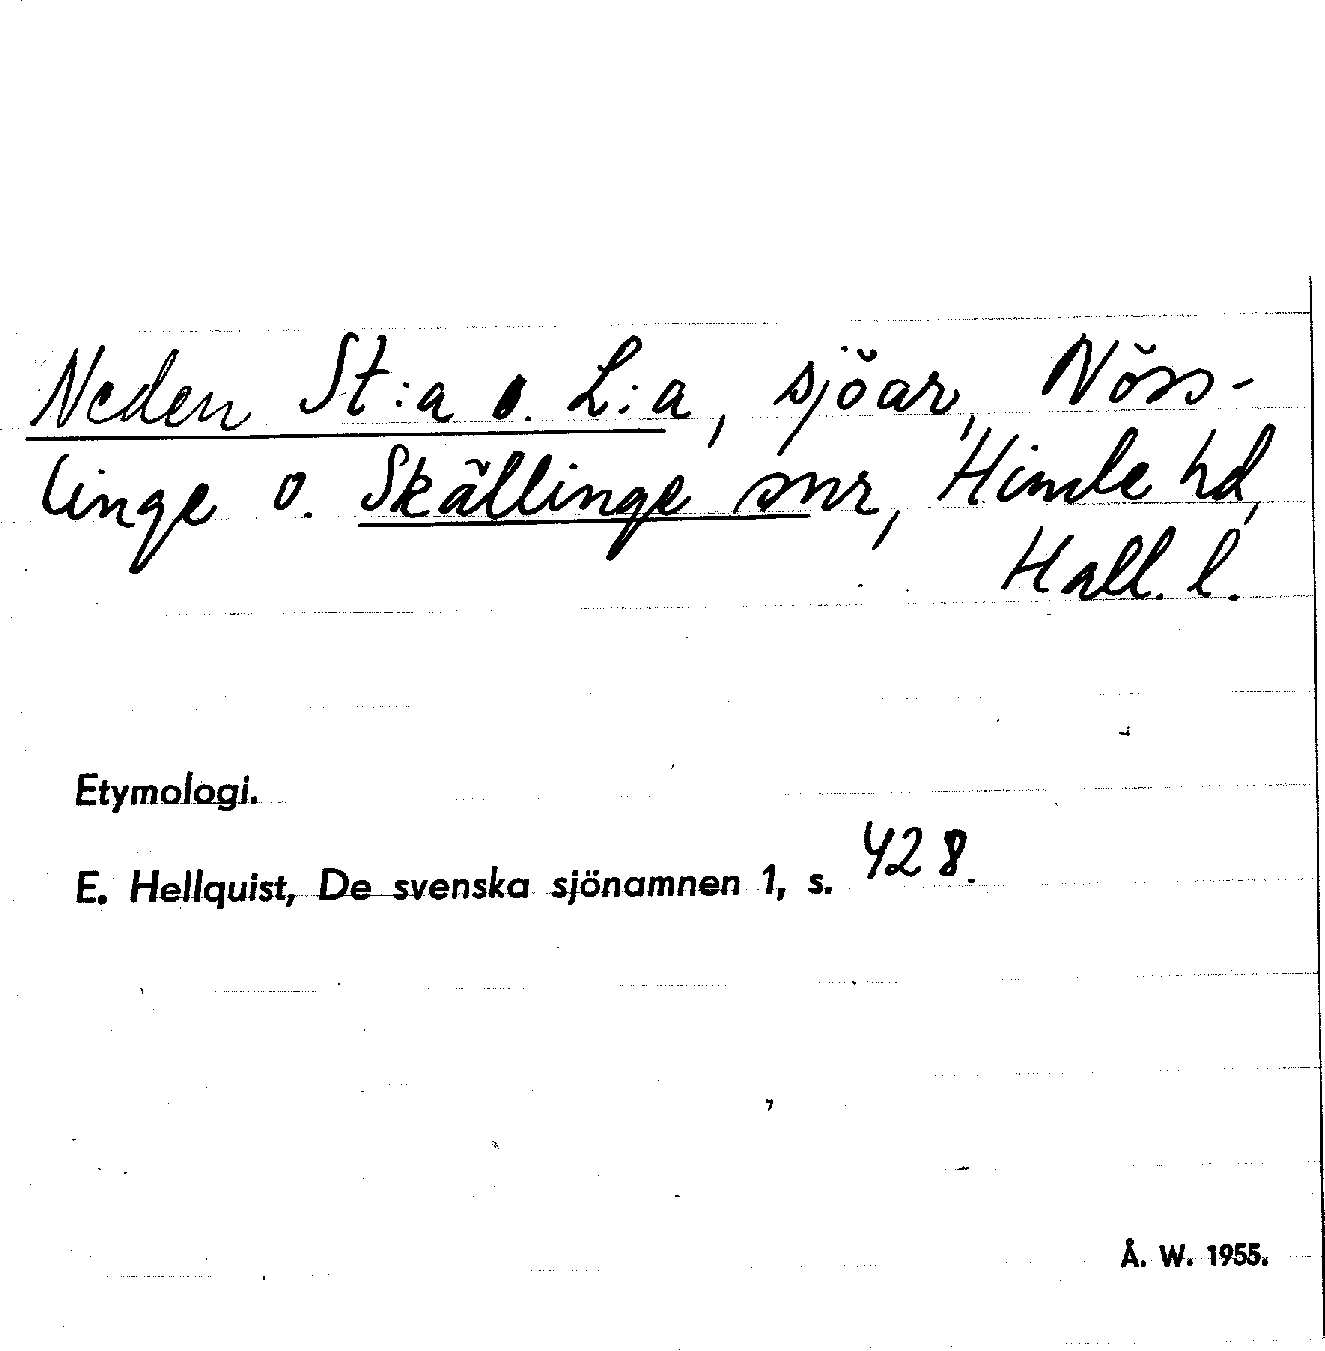 Neden St:a o. L:a, sjöar, Nöss-
linge o. Skällinge snr, Himle hd,
Hall. l.
Etymologi.
E. Hellquist, De svenska sjönamnen 1, s. 428.
Å. W. 1955.